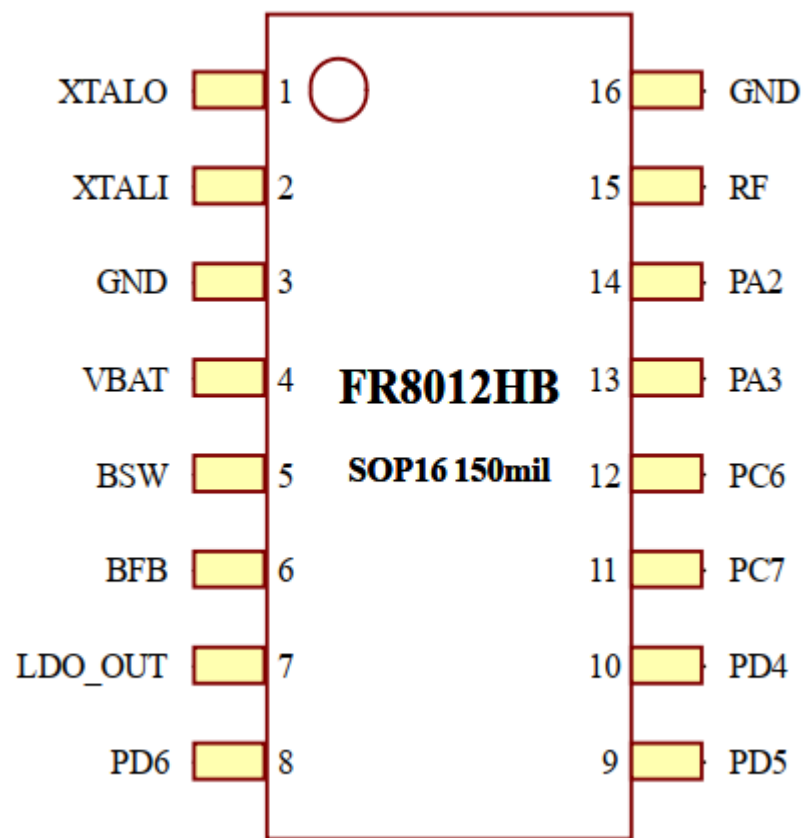 XTALO 1 16 GND
XTALI 2 15 RF
GND 3 14 PA2
VBAT 4 13 PA3
FR8012HB
BSW 5 12 PC6
SOP16 150mil
BFB 6 11 PC7
LDO_OUT 7 10 PD4
PD6 8 9 PD5